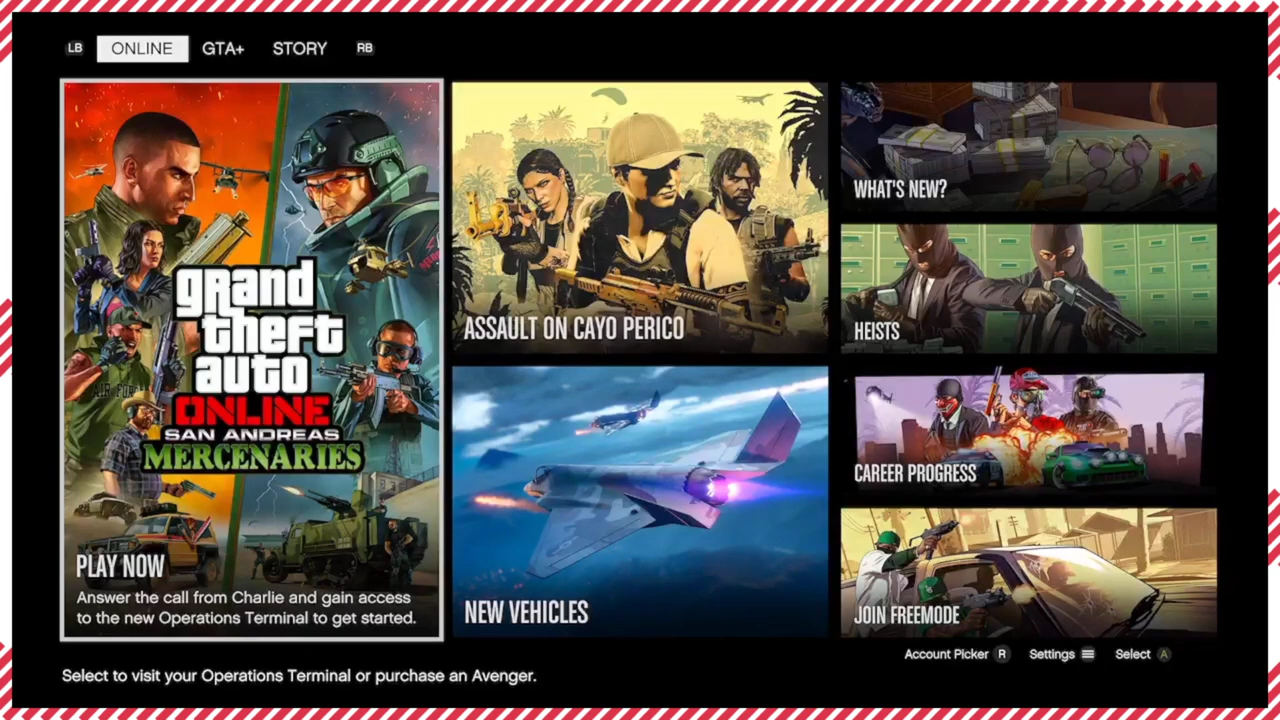 LB ONLINE GTA+ STORY RB
grand
theft
auto
ONLINE
SAN ANDREAS
MERCENARIES
AIR FORCE
PLAY NOW
Answer the call from Charlie and gain access
to the new Operations Terminal to get started.
ASSAULT ON CAYO PERICO
NEW VEHICLES
WHAT'S NEW?
HEISTS
CAREER PROGRESS
JOIN FREEMODE
Account Picker R Settings Select A
Select to visit your Operations Terminal or purchase an Avenger.